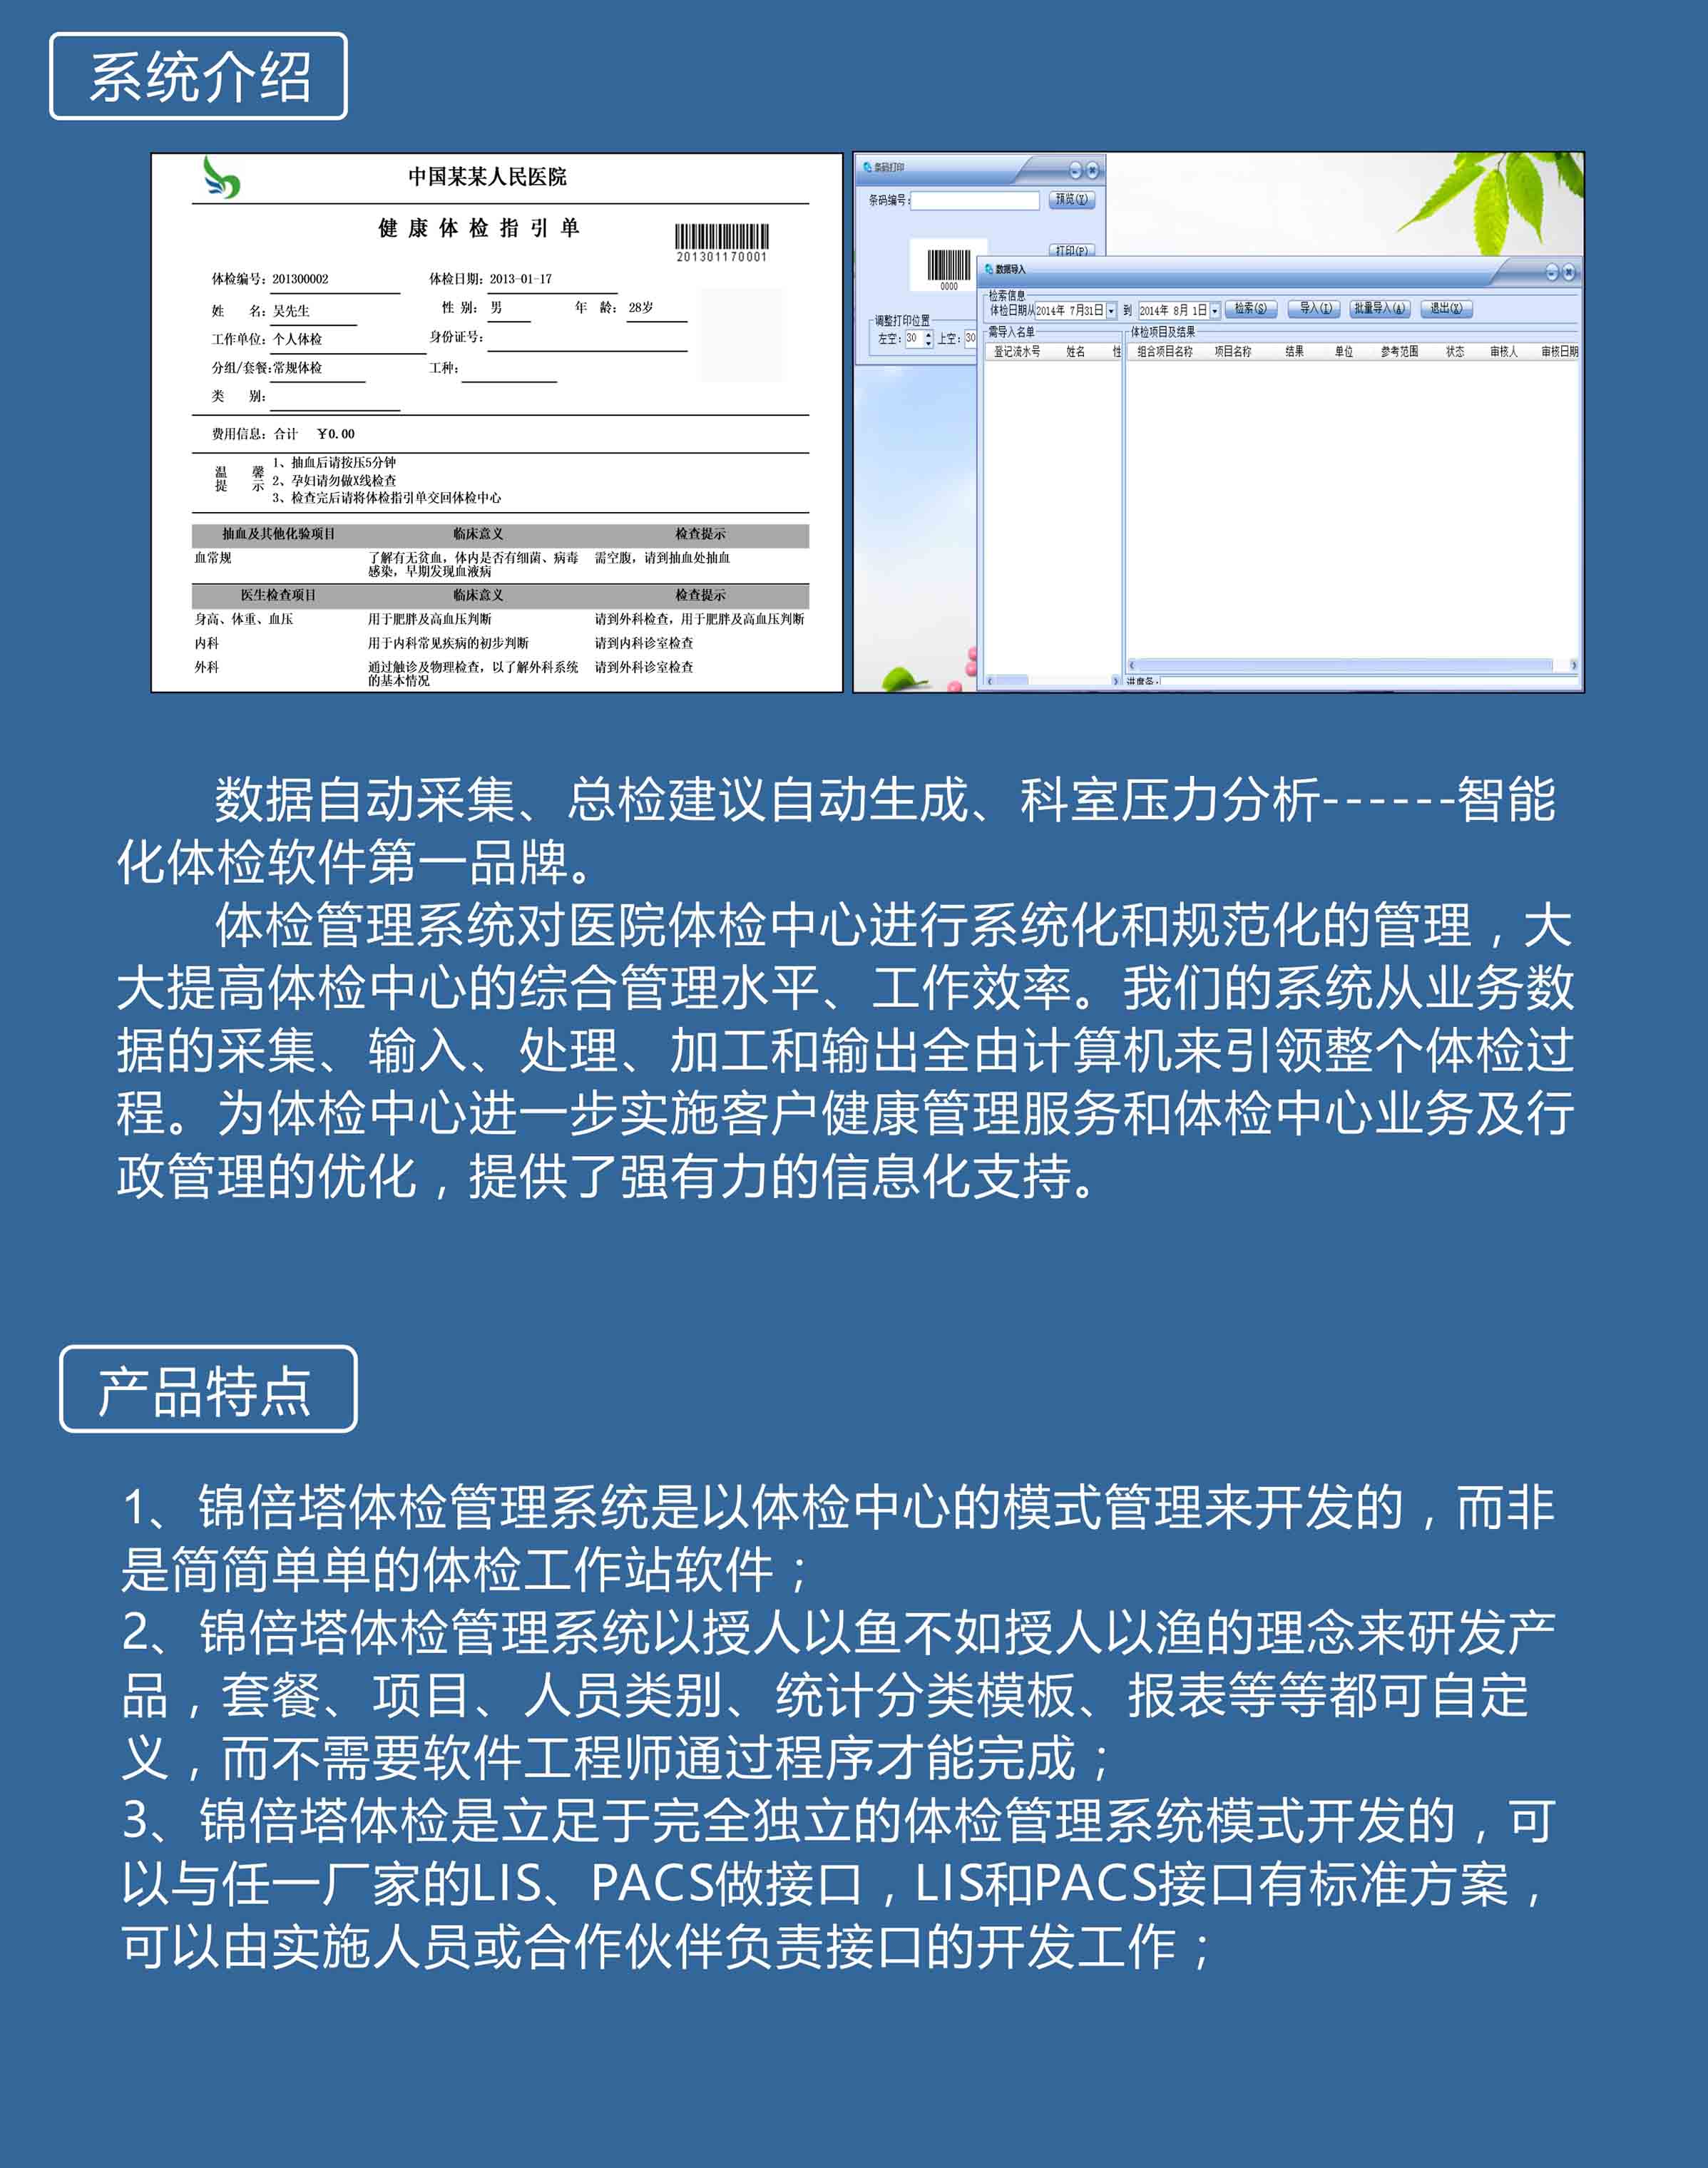 系统介绍
中国某某人民医院
健康体检指引单
201301170001
体检编号：201300002 体检日期：2013-01-17
姓 名：吴先生 性 别：男 年 龄：28岁
工作单位：个人体检 身份证号：
分组/套餐：常规体检 工种：
类 别：
费用信息：合计 ￥0.00
温馨提示
1、抽血后请按压5分钟
2、孕妇请勿做X线检查
3、检查完后请将体检指引单交回体检中心
抽血及其他化验项目 临床意义 检查提示
血常规 了解有无贫血，体内是否有细菌、病毒 需空腹，请到抽血处抽血
感染，早期发现血液病
医生检查项目 临床意义 检查提示
身高、体重、血压 用于肥胖及高血压判断 请到外科检查，用于肥胖及高血压判断
内科 用于内科常见疾病的初步判断 请到内科诊室检查
外科 通过触诊及物理检查，以了解外科系统 请到外科诊室检查
的基本情况
条码打印
条码编号： 预览(Y)
打印(P)
0000
调整打印位置
左空：30 上空：30
数据导入
检索信息
体检日期从 2014年 7月31日 到 2014年 8月 1日 检索(S) 导入(I) 批量导入(A) 退出(X)
需导入名单 体检项目及结果
登记流水号 姓名 性 组合项目名称 项目名称 结果 单位 参考范围 状态 审核人 审核日期
进度条：
数据自动采集、总检建议自动生成、科室压力分析------智能
化体检软件第一品牌。
体检管理系统对医院体检中心进行系统化和规范化的管理，大
大提高体检中心的综合管理水平、工作效率。我们的系统从业务数
据的采集、输入、处理、加工和输出全由计算机来引领整个体检过
程。为体检中心进一步实施客户健康管理服务和体检中心业务及行
政管理的优化，提供了强有力的信息化支持。
产品特点
1、锦倍塔体检管理系统是以体检中心的模式管理来开发的，而非
是简简单单的体检工作站软件；
2、锦倍塔体检管理系统以授人以鱼不如授人以渔的理念来研发产
品，套餐、项目、人员类别、统计分类模板、报表等等都可自定
义，而不需要软件工程师通过程序才能完成；
3、锦倍塔体检是立足于完全独立的体检管理系统模式开发的，可
以与任一厂家的LIS、PACS做接口，LIS和PACS接口有标准方案，
可以由实施人员或合作伙伴负责接口的开发工作；